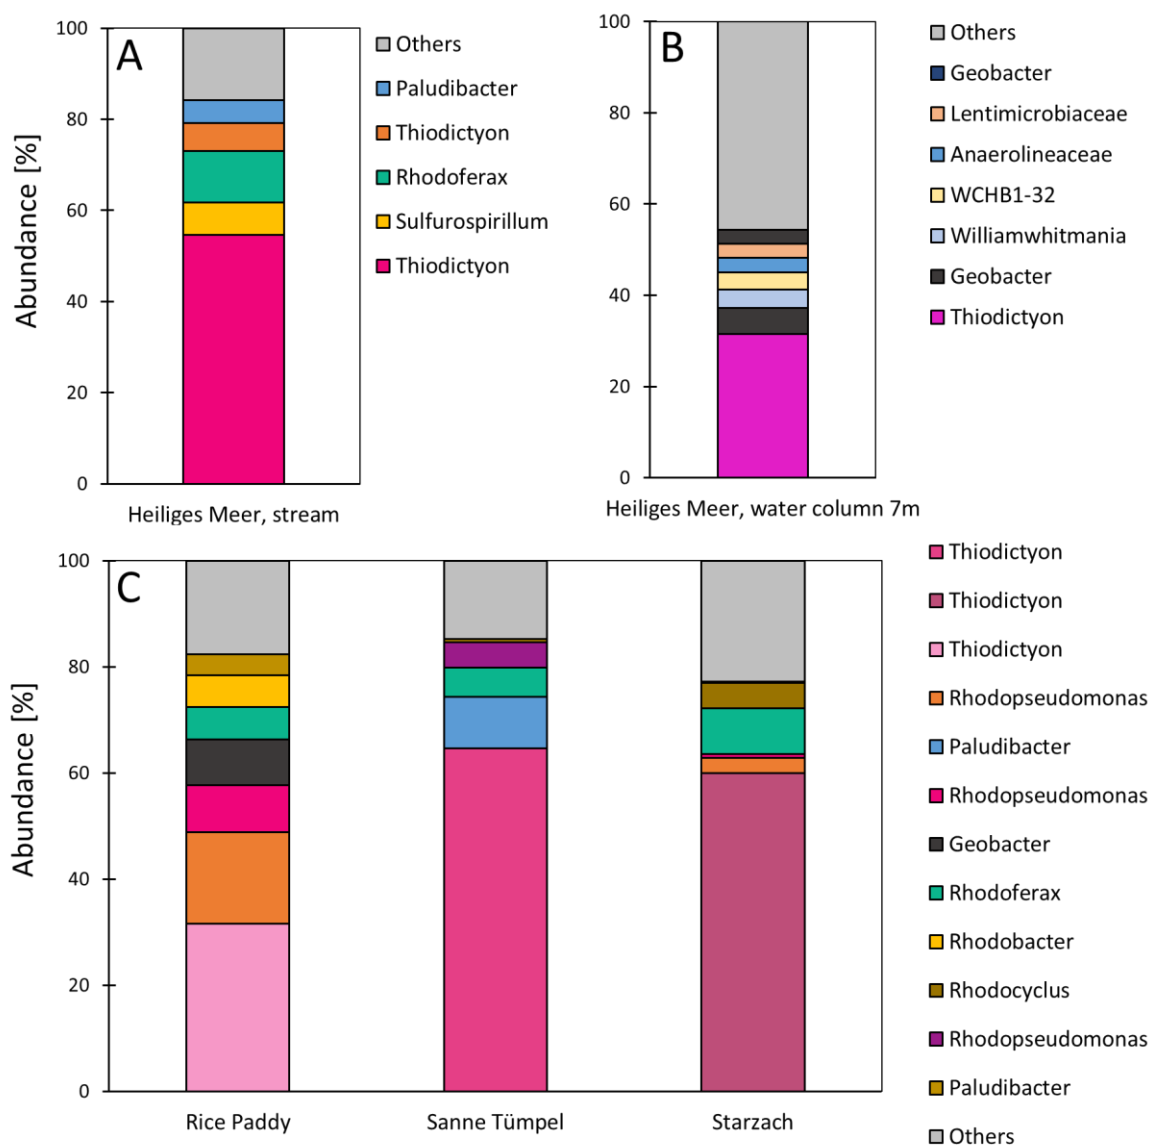 A
Abundance [%]
100
80
60
40
20
0
Heiliges Meer, stream
Others
Paludibacter
Thiodictyon
Rhodoferax
Sulfurospirillum
Thiodictyon
B
100
80
60
40
20
0
Heiliges Meer, water column 7m
Others
Geobacter
Lentimicrobiaceae
Anaerolineaceae
WCHB1-32
Williamwhitmania
Geobacter
Thiodictyon
C
Abundance [%]
100
80
60
40
20
0
Rice Paddy
Sanne Tümpel
Starzach
Thiodictyon
Thiodictyon
Thiodictyon
Rhodopseudomonas
Paludibacter
Rhodopseudomonas
Geobacter
Rhodoferax
Rhodobacter
Rhodocyclus
Rhodopseudomonas
Paludibacter
Others